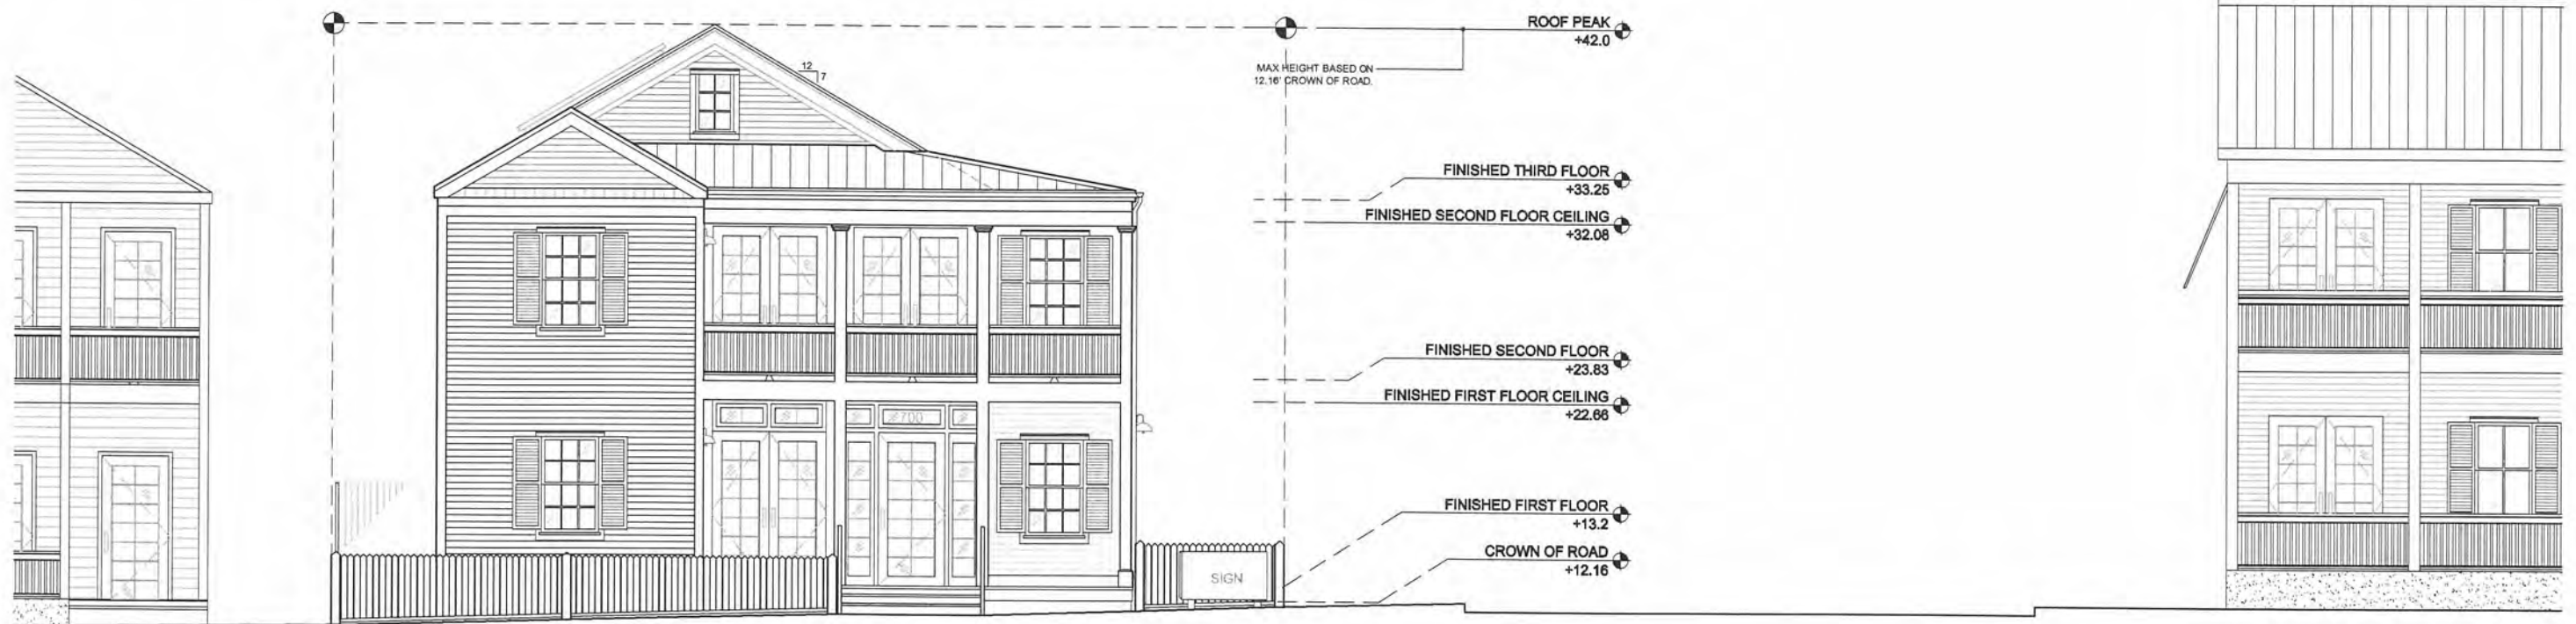 ROOF PEAK
+42.0
MAX HEIGHT BASED ON
12.16' CROWN OF ROAD.
12
7
FINISHED THIRD FLOOR
+33.25
FINISHED SECOND FLOOR CEILING
+32.08
FINISHED SECOND FLOOR
+23.83
FINISHED FIRST FLOOR CEILING
+22.66
700
FINISHED FIRST FLOOR
+13.2
CROWN OF ROAD
+12.16
SIGN